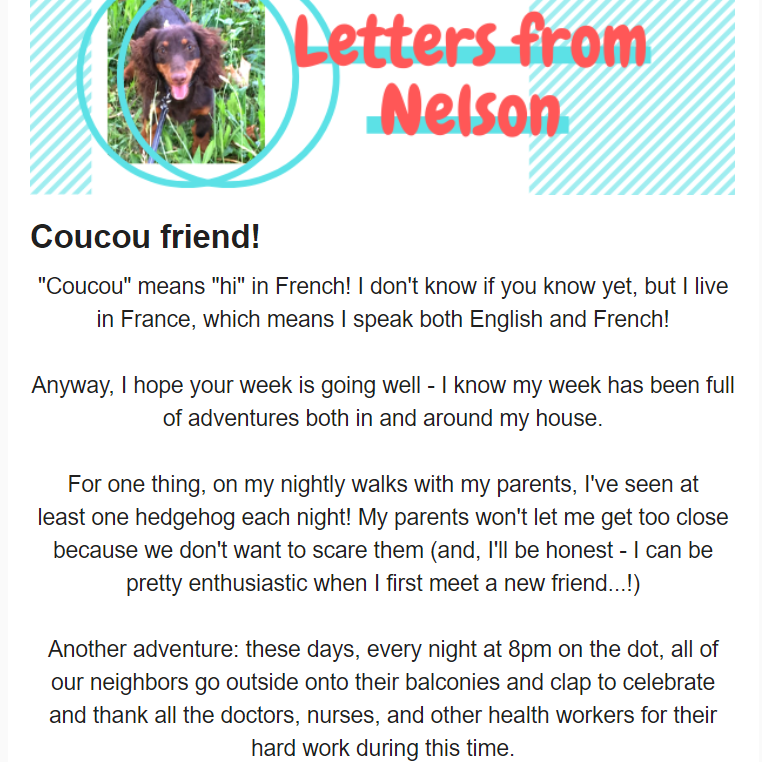 Letters from
Nelson
Coucou friend!
"Coucou" means "hi" in French! I don't know if you know yet, but I live
in France, which means I speak both English and French!
Anyway, I hope your week is going well - I know my week has been full
of adventures both in and around my house.
For one thing, on my nightly walks with my parents, I've seen at
least one hedgehog each night! My parents won't let me get too close
because we don't want to scare them (and, I'll be honest - I can be
pretty enthusiastic when I first meet a new friend...!)
Another adventure: these days, every night at 8pm on the dot, all of
our neighbors go outside onto their balconies and clap to celebrate
and thank all the doctors, nurses, and other health workers for their
hard work during this time.